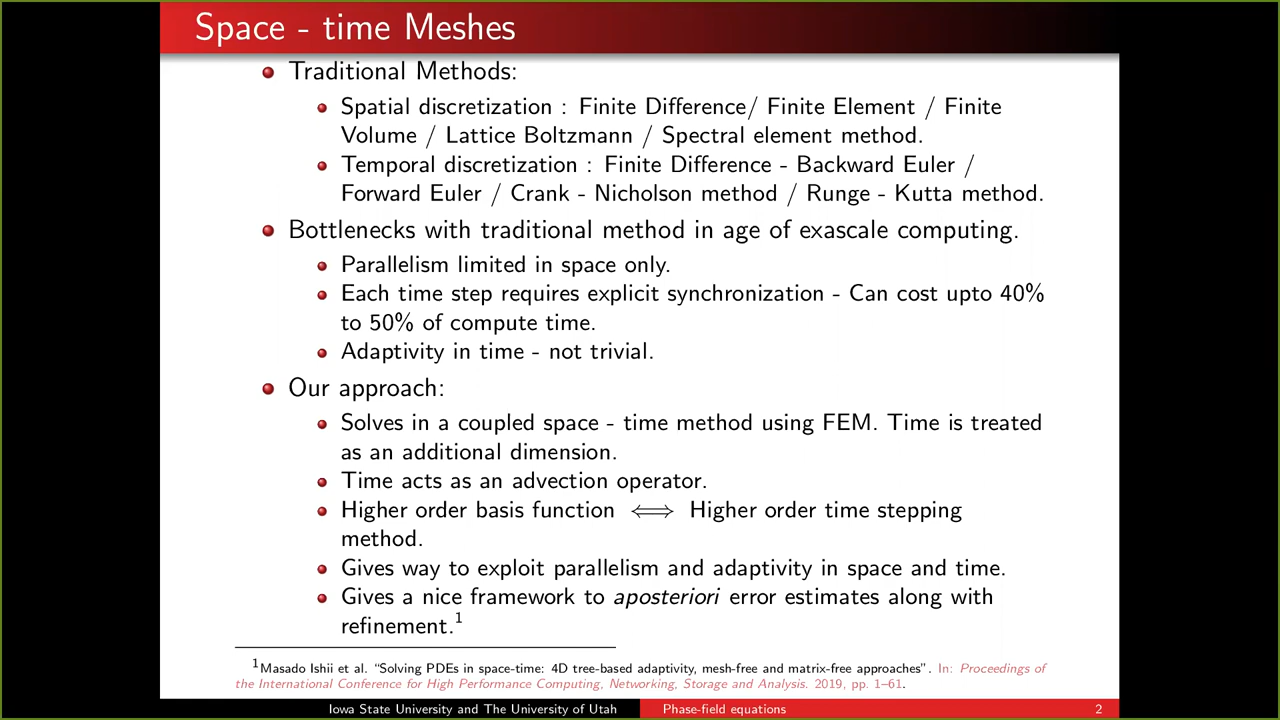 Space - time Meshes
Traditional Methods:
Spatial discretization : Finite Difference/ Finite Element / Finite
Volume / Lattice Boltzmann / Spectral element method.
Temporal discretization : Finite Difference - Backward Euler /
Forward Euler / Crank - Nicholson method / Runge - Kutta method.
Bottlenecks with traditional method in age of exascale computing.
Parallelism limited in space only.
Each time step requires explicit synchronization - Can cost upto 40%
to 50% of compute time.
Adaptivity in time - not trivial.
Our approach:
Solves in a coupled space - time method using FEM. Time is treated
as an additional dimension.
Time acts as an advection operator.
Higher order basis function ⟺ Higher order time stepping
method.
Gives way to exploit parallelism and adaptivity in space and time.
Gives a nice framework to aposteriori error estimates along with
refinement.¹
¹Masado Ishii et al. “Solving PDEs in space-time: 4D tree-based adaptivity, mesh-free and matrix-free approaches”. In: Proceedings of
the International Conference for High Performance Computing, Networking, Storage and Analysis. 2019, pp. 1–61.
Iowa State University and The University of Utah Phase-field equations 2